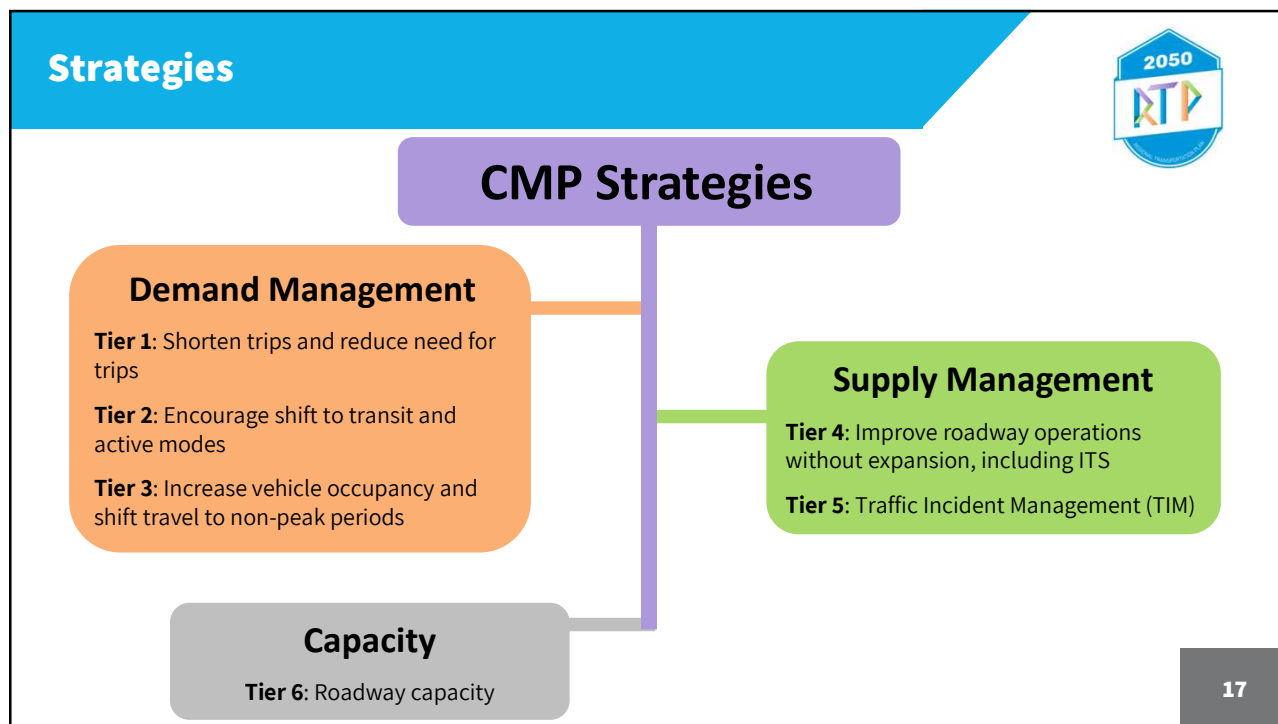 Strategies
2050
RTP
REGIONAL TRANSPORTATION PLAN
CMP Strategies
Demand Management
Tier 1: Shorten trips and reduce need for
trips
Tier 2: Encourage shift to transit and
active modes
Tier 3: Increase vehicle occupancy and
shift travel to non-peak periods
Supply Management
Tier 4: Improve roadway operations
without expansion, including ITS
Tier 5: Traffic Incident Management (TIM)
Capacity
Tier 6: Roadway capacity
17